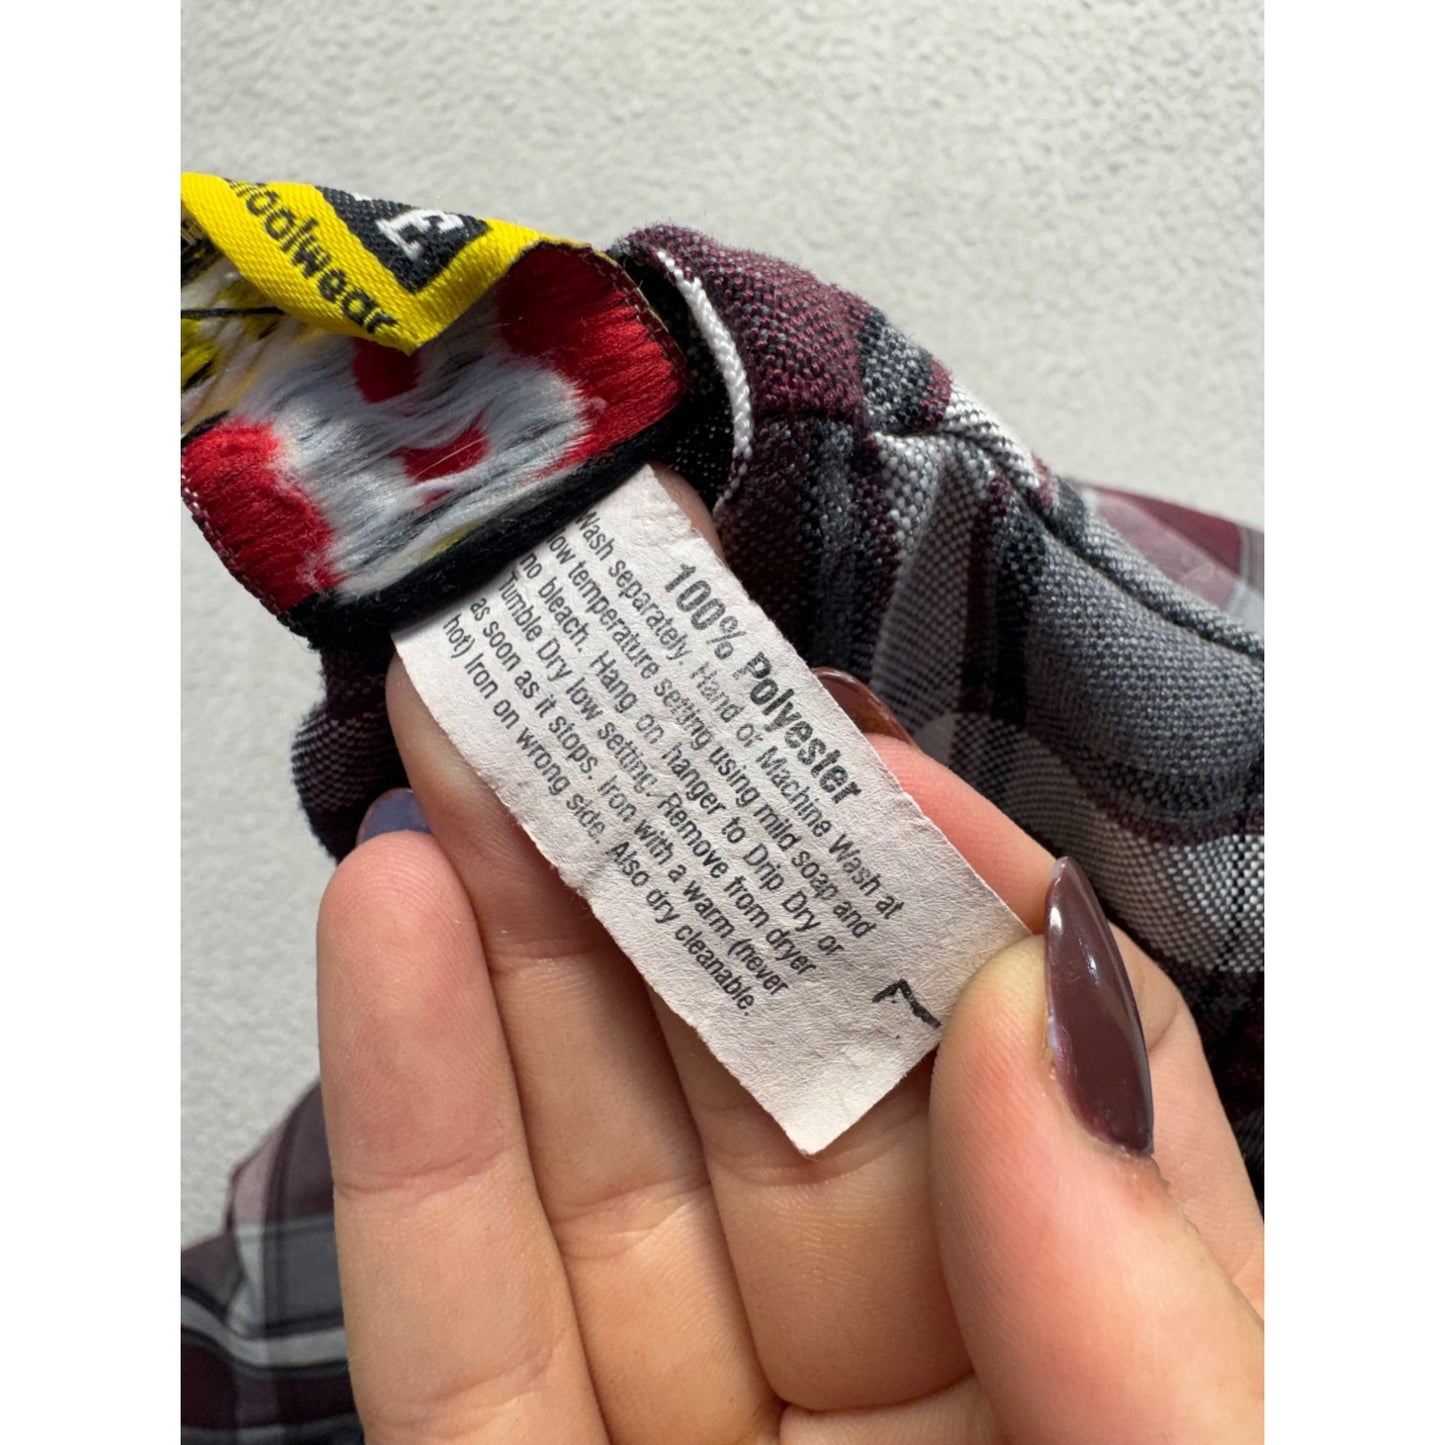 E
oolwear
100% Polyester
Wash separately. Hand or Machine Wash at
low temperature setting using mild soap and
no bleach. Hang on hanger to Drip Dry or
Tumble Dry low setting. Remove from dryer
as soon as it stops. Iron with a warm (never
hot) Iron on wrong side. Also dry cleanable.
7